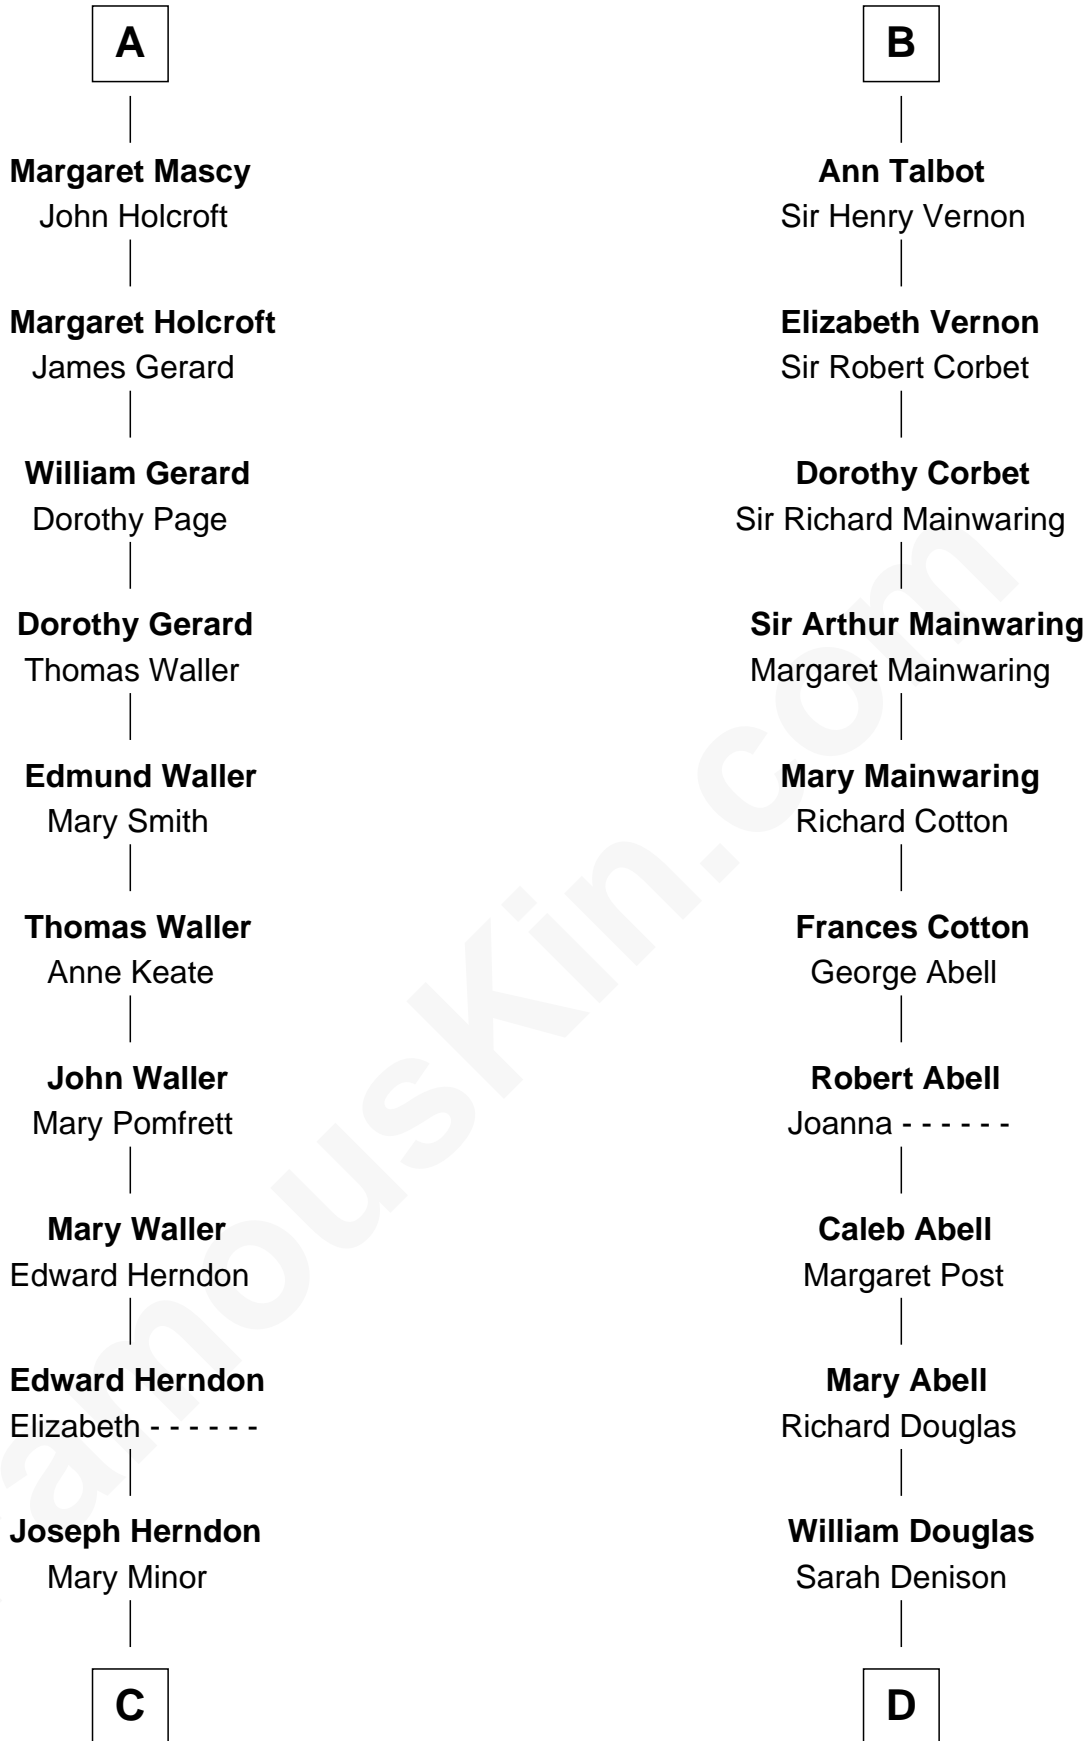 A
Margaret Mascy
John Holcroft
Margaret Holcroft
James Gerard
William Gerard
Dorothy Page
Dorothy Gerard
Thomas Waller
Edmund Waller
Mary Smith
Thomas Waller
Anne Keate
John Waller
Mary Pomfrett
Mary Waller
Edward Herndon
Edward Herndon
Elizabeth - - - - - -
Joseph Herndon
Mary Minor
C
B
Ann Talbot
Sir Henry Vernon
Elizabeth Vernon
Sir Robert Corbet
Dorothy Corbet
Sir Richard Mainwaring
Sir Arthur Mainwaring
Margaret Mainwaring
Mary Mainwaring
Richard Cotton
Frances Cotton
George Abell
Robert Abell
Joanna - - - - - -
Caleb Abell
Margaret Post
Mary Abell
Richard Douglas
William Douglas
Sarah Denison
D
amouskin.com